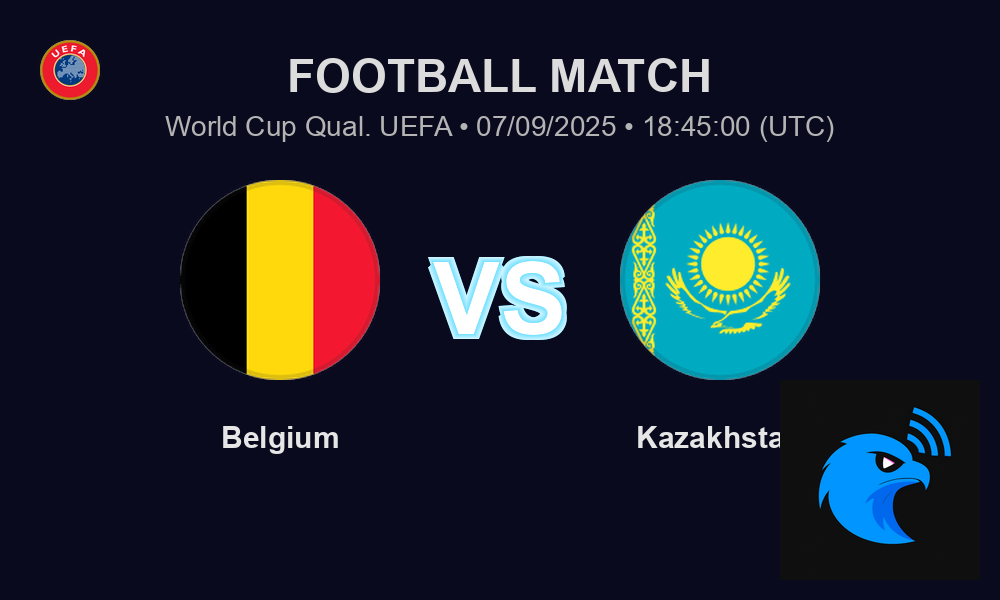 UEFA
FOOTBALL MATCH
World Cup Qual. UEFA • 07/09/2025 • 18:45:00 (UTC)
VS
Belgium
Kazakhsta